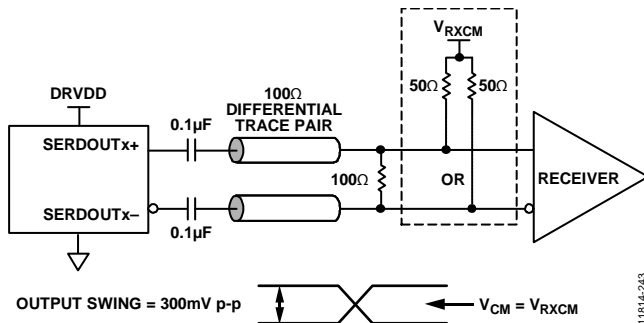 V_RXCM
DRVDD
100Ω
DIFFERENTIAL
TRACE PAIR
50Ω
50Ω
0.1µF
SERDOUTx+
100Ω
OR
RECEIVER
SERDOUTx–
0.1µF
OUTPUT SWING = 300mV p-p
V_CM = V_RXCM
11814-243